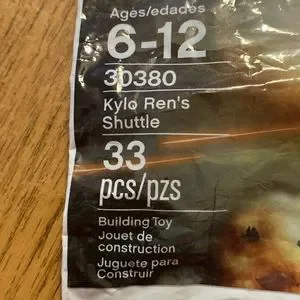 Ages/edades
6-12
30380
Kylo Ren's
Shuttle
33
pcs/pzs
Building Toy
Jouet de
construction
Juguete para
Construir